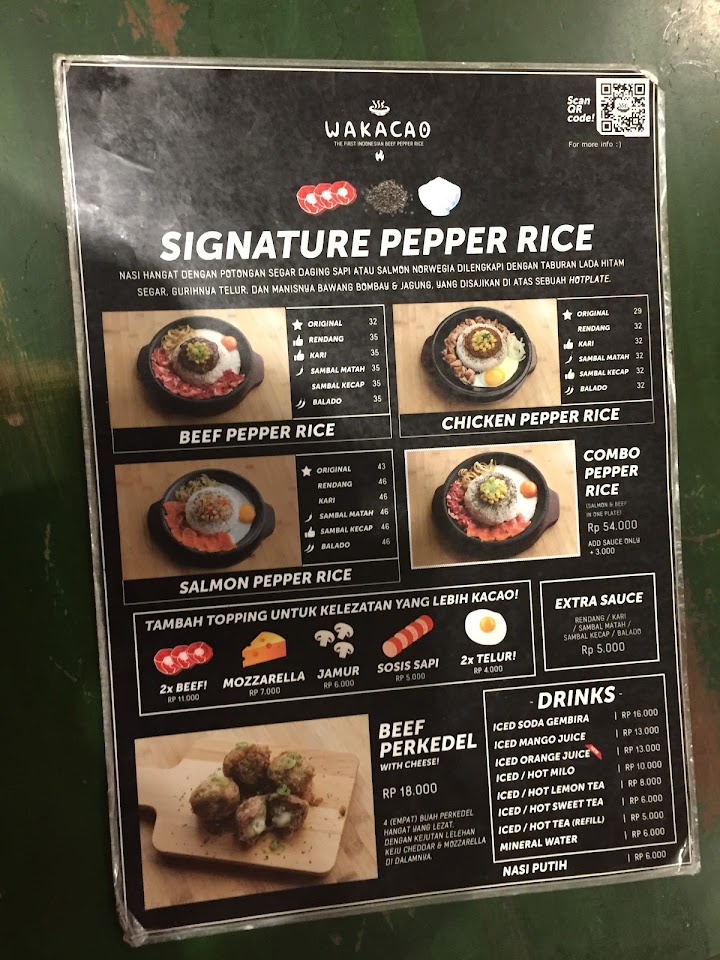 Scan
QR
code!
For more info :)
WAKACAO
THE FIRST INDONESIAN BEEF PEPPER RICE
SIGNATURE PEPPER RICE
NASI HANGAT DENGAN POTONGAN SEGAR DAGING SAPI ATAU SALMON NORWEGIA DILENGKAPI DENGAN TABURAN LADA HITAM
SEGAR, GURIHNYA TELUR, DAN MANISNYA BAWANG BOMBAY & JAGUNG, YANG DISAJIKAN DI ATAS SEBUAH HOTPLATE.
ORIGINAL 32
RENDANG 35
KARI 35
SAMBAL MATAH 35
SAMBAL KECAP 35
BALADO 35
BEEF PEPPER RICE
ORIGINAL 29
RENDANG 32
KARI 32
SAMBAL MATAH 32
SAMBAL KECAP 32
BALADO 32
CHICKEN PEPPER RICE
ORIGINAL 43
RENDANG 46
KARI 46
SAMBAL MATAH 46
SAMBAL KECAP 46
BALADO 46
SALMON PEPPER RICE
COMBO
PEPPER
RICE
(SALMON & BEEF
IN ONE PLATE)
Rp 54.000
ADD SAUCE ONLY
+ 3.000
TAMBAH TOPPING UNTUK KELEZATAN YANG LEBIH KACAO!
2x BEEF!
RP 11.000
MOZZARELLA
RP 7.000
JAMUR
RP 6.000
SOSIS SAPI
RP 5.000
2x TELUR!
RP 4.000
EXTRA SAUCE
RENDANG / KARI
/ SAMBAL MATAH /
SAMBAL KECAP / BALADO
Rp 5.000
BEEF
PERKEDEL
WITH CHEESE!
RP 18.000
4 (EMPAT) BUAH PERKEDEL
HANGAT YANG LEZAT,
DENGAN KEJUTAN LELEHAN
KEJU CHEDDAR & MOZZARELLA
DI DALAMNYA.
- DRINKS -
ICED SODA GEMBIRA | RP 16.000
ICED MANGO JUICE | RP 13.000
ICED ORANGE JUICE | RP 13.000
ICED / HOT MILO | RP 10.000
ICED / HOT LEMON TEA | RP 8.000
ICED / HOT SWEET TEA | RP 6.000
ICED / HOT TEA (REFILL) | RP 5.000
MINERAL WATER | RP 6.000
NASI PUTIH | RP 6.000